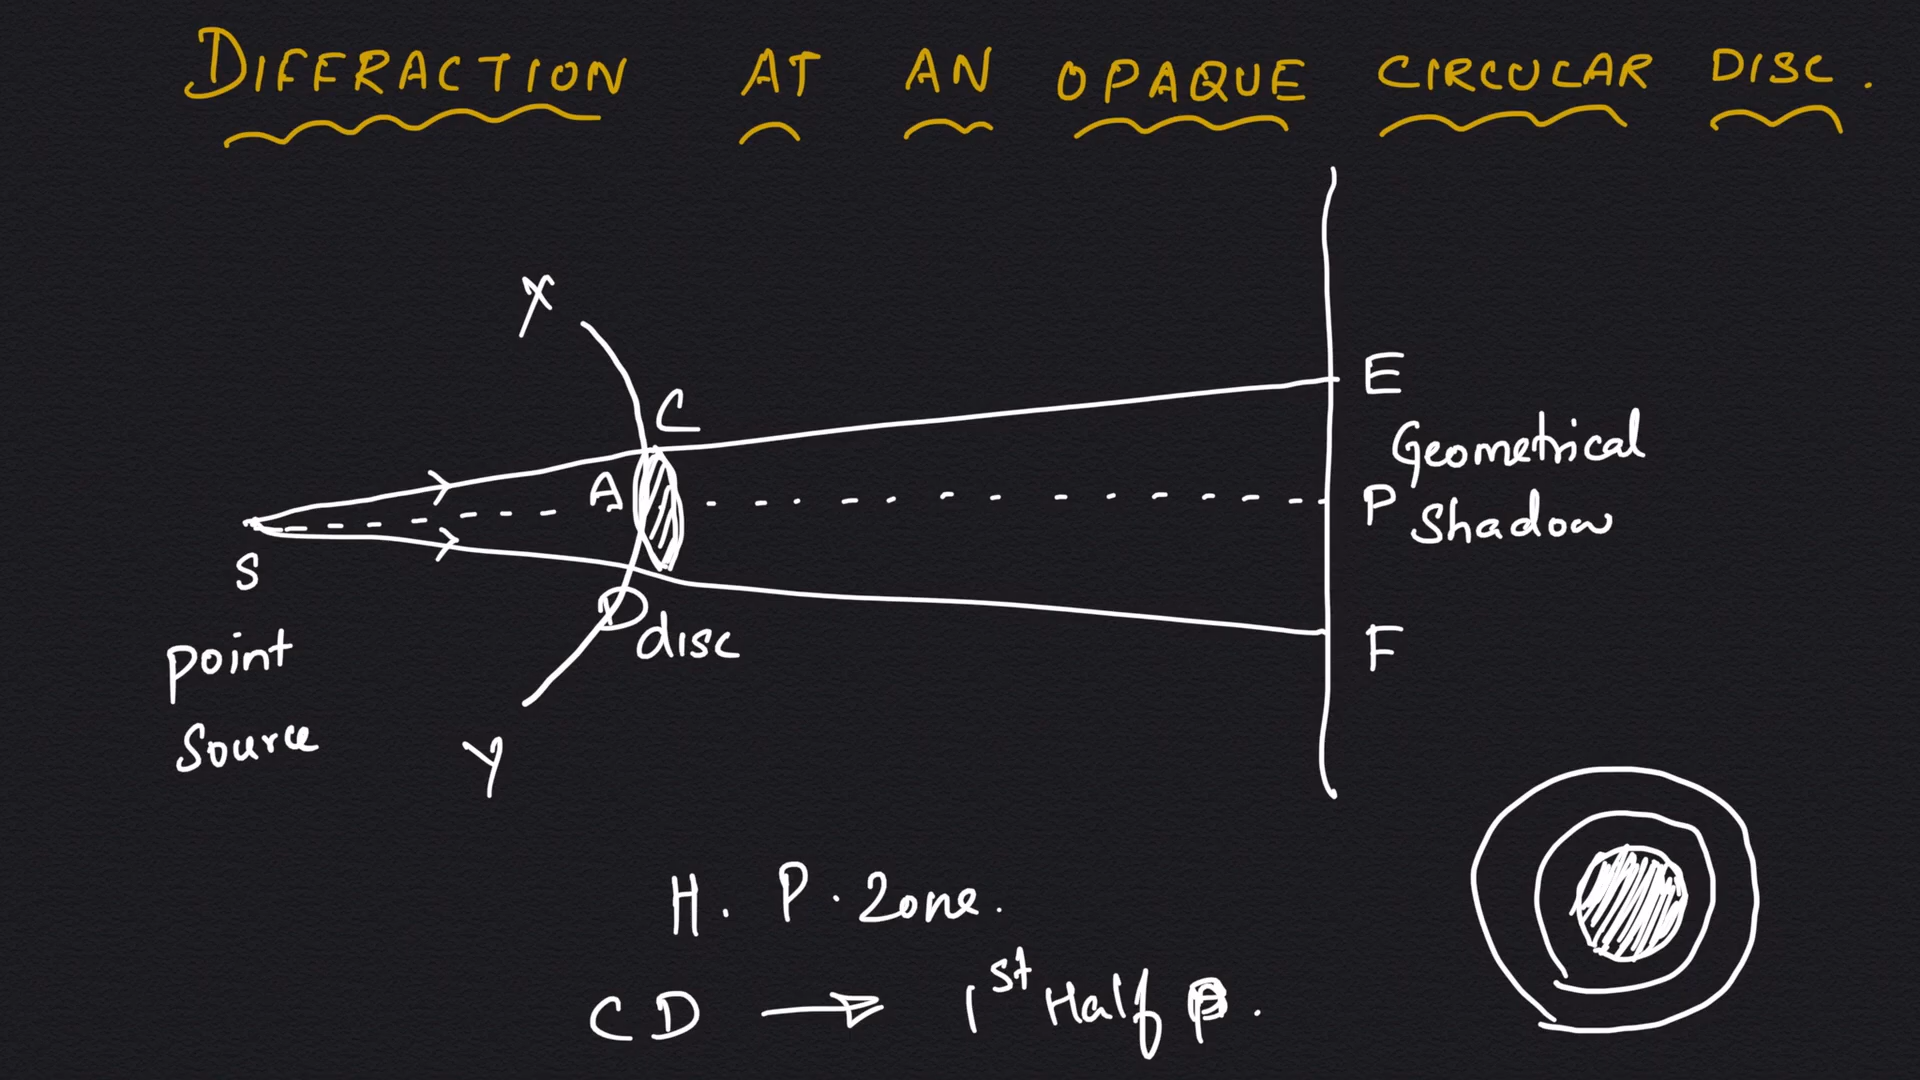 DIFFRACTION AT AN OPAQUE CIRCULAR DISC.
X
C
E
Geometrical
A
P
Shadow
S
D
disc
F
Point
Source
Y
H. P. Zone.
CD → 1st Half P.